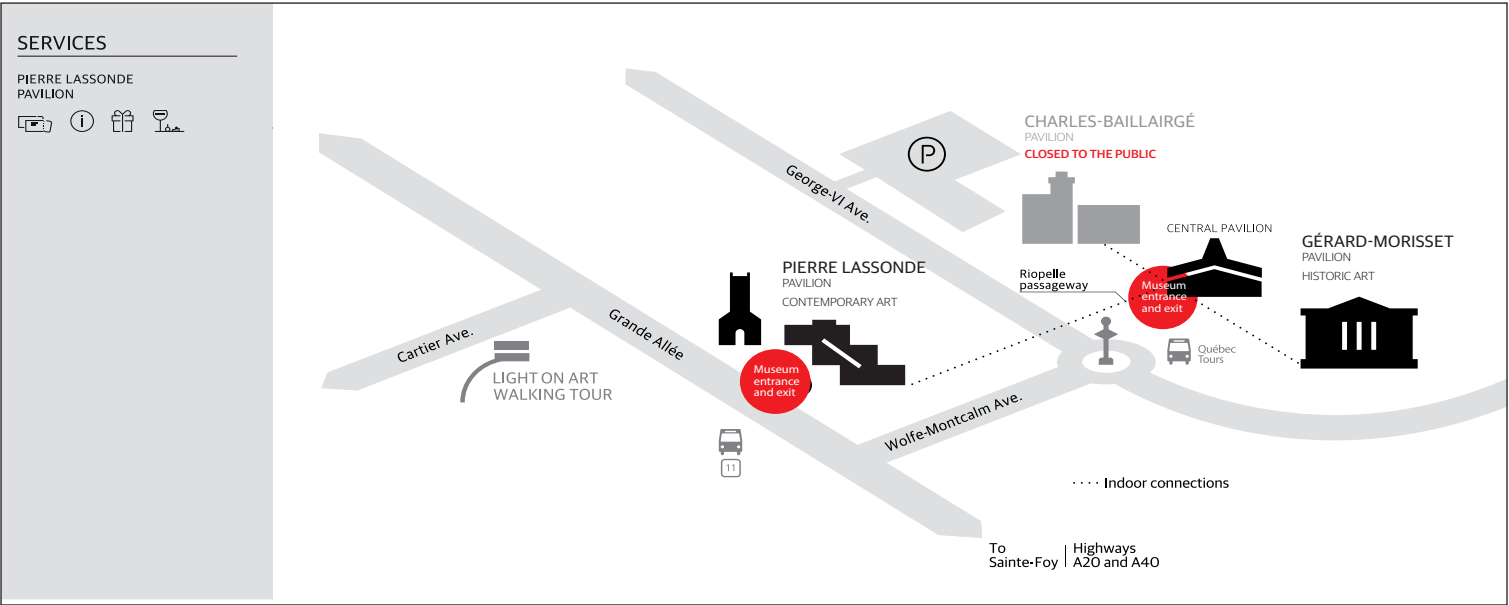 SERVICES
PIERRE LASSONDE
PAVILION
i
P
CHARLES-BAILLAIRGÉ
PAVILION
CLOSED TO THE PUBLIC
George-VI Ave.
CENTRAL PAVILION
GÉRARD-MORISSET
PAVILION
HISTORIC ART
PIERRE LASSONDE
PAVILION
CONTEMPORARY ART
Riopelle
passageway
Museum
entrance
and exit
Québec
Tours
Cartier Ave.
Grande Allée
LIGHT ON ART
WALKING TOUR
Museum
entrance
and exit
11
Wolfe-Montcalm Ave.
Indoor connections
To
Sainte-Foy
Highways
A20 and A40